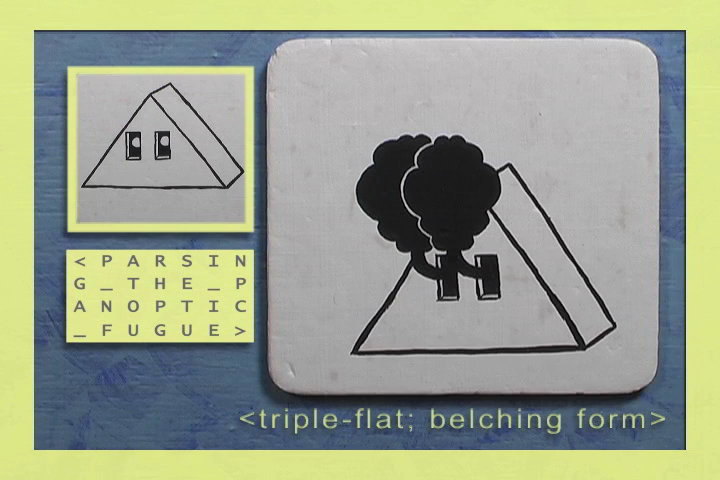 < P A R S I N
G _ T H E _ P
A N O P T I C
_ F U G U E >
<triple-flat; belching form>